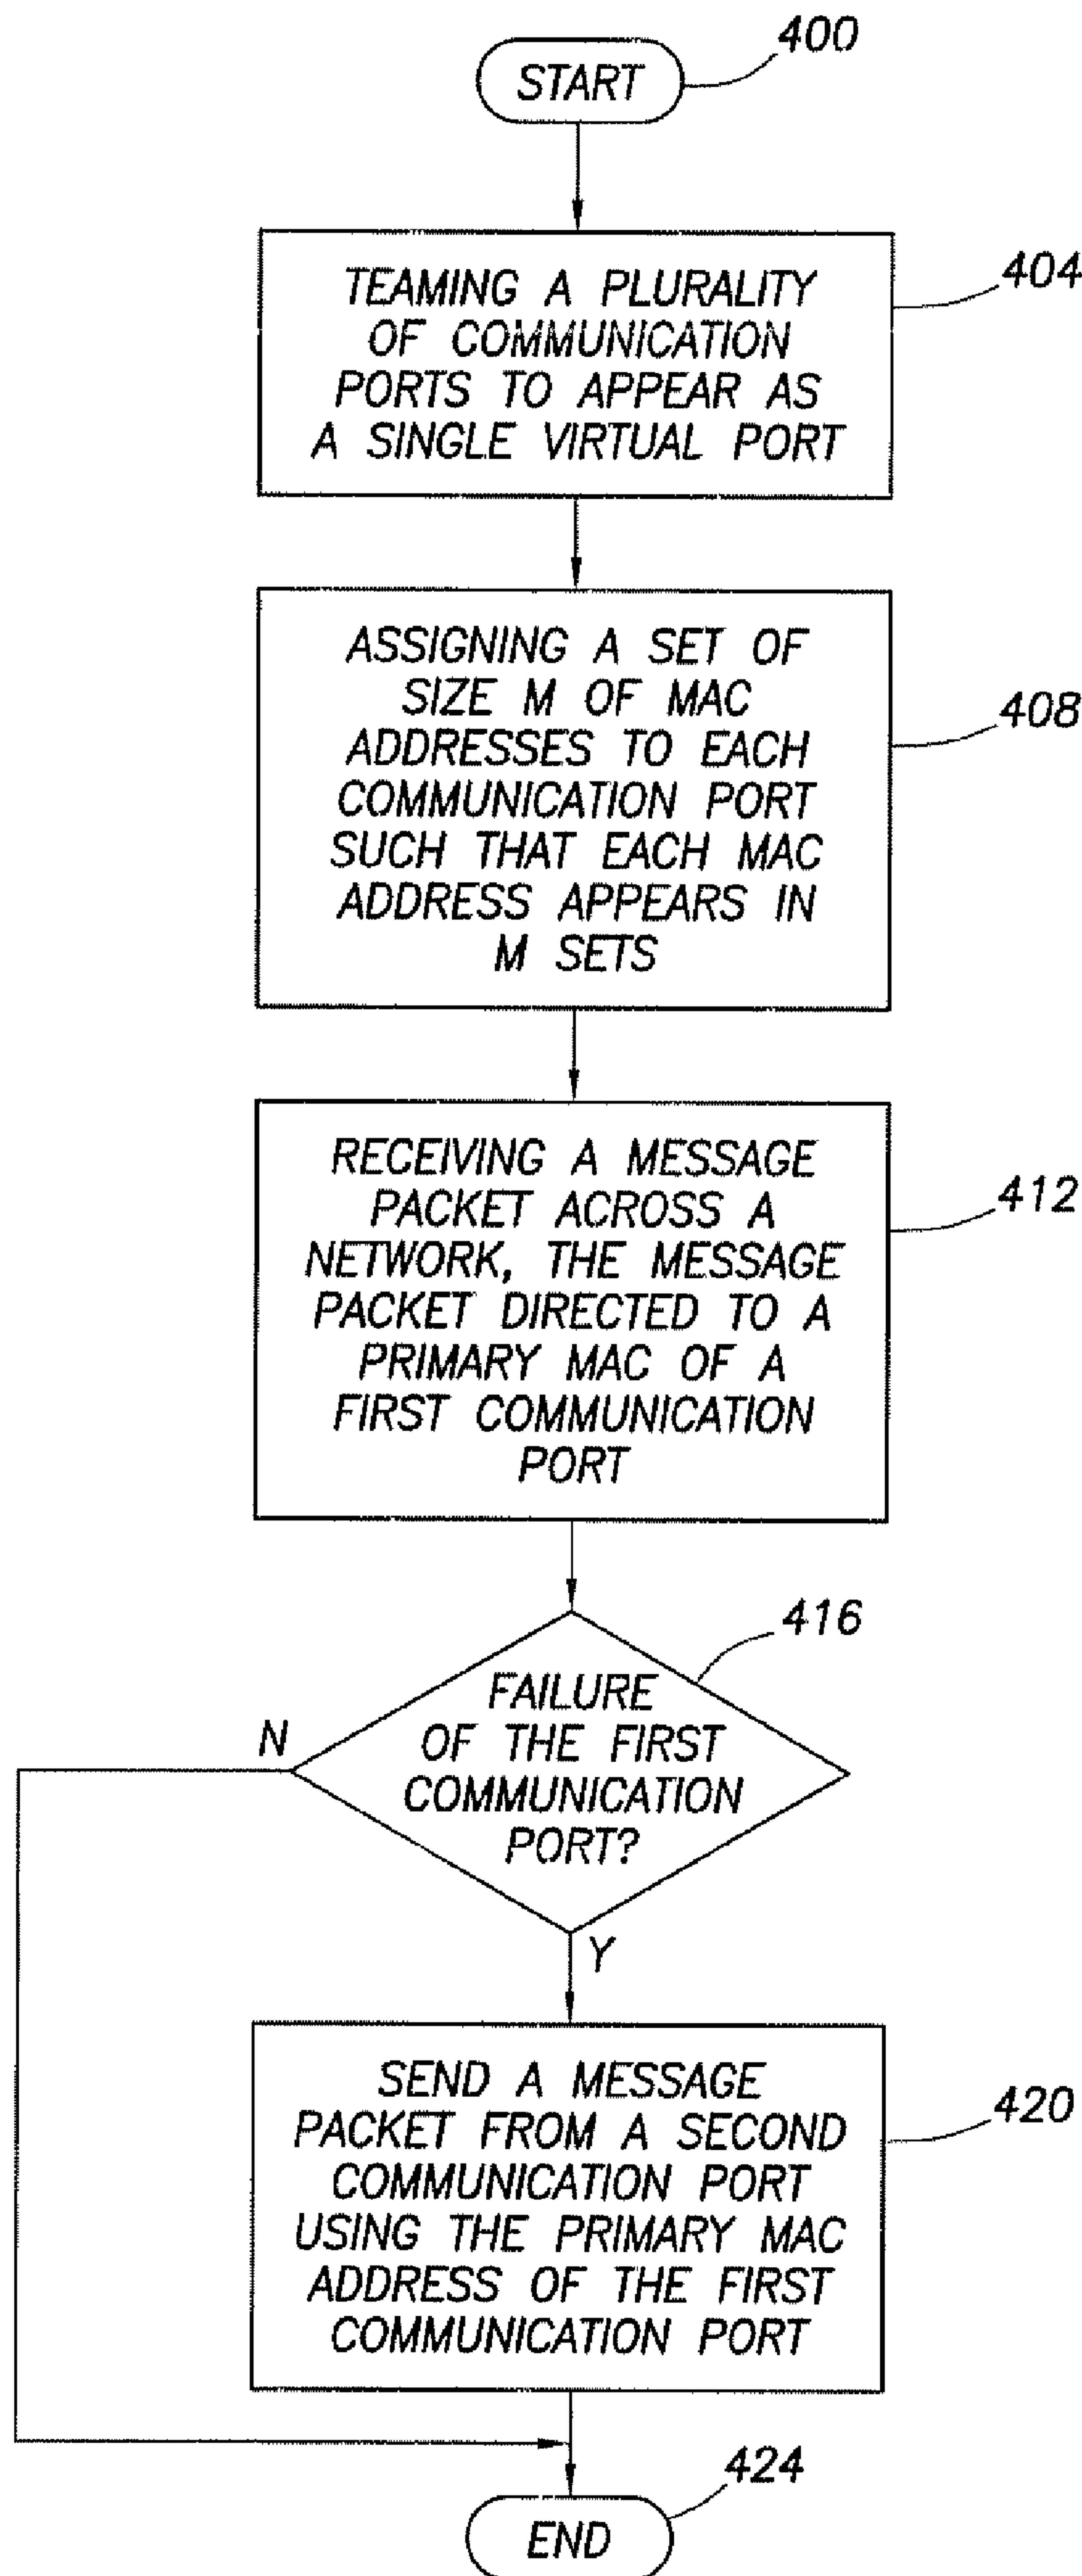 START
400
TEAMING A PLURALITY
OF COMMUNICATION
PORTS TO APPEAR AS
A SINGLE VIRTUAL PORT
404
ASSIGNING A SET OF
SIZE M OF MAC
ADDRESSES TO EACH
COMMUNICATION PORT
SUCH THAT EACH MAC
ADDRESS APPEARS IN
M SETS
408
RECEIVING A MESSAGE
PACKET ACROSS A
NETWORK, THE MESSAGE
PACKET DIRECTED TO A
PRIMARY MAC OF A
FIRST COMMUNICATION
PORT
412
FAILURE
OF THE FIRST
COMMUNICATION
PORT?
416
N
Y
SEND A MESSAGE
PACKET FROM A SECOND
COMMUNICATION PORT
USING THE PRIMARY MAC
ADDRESS OF THE FIRST
COMMUNICATION PORT
420
END
424